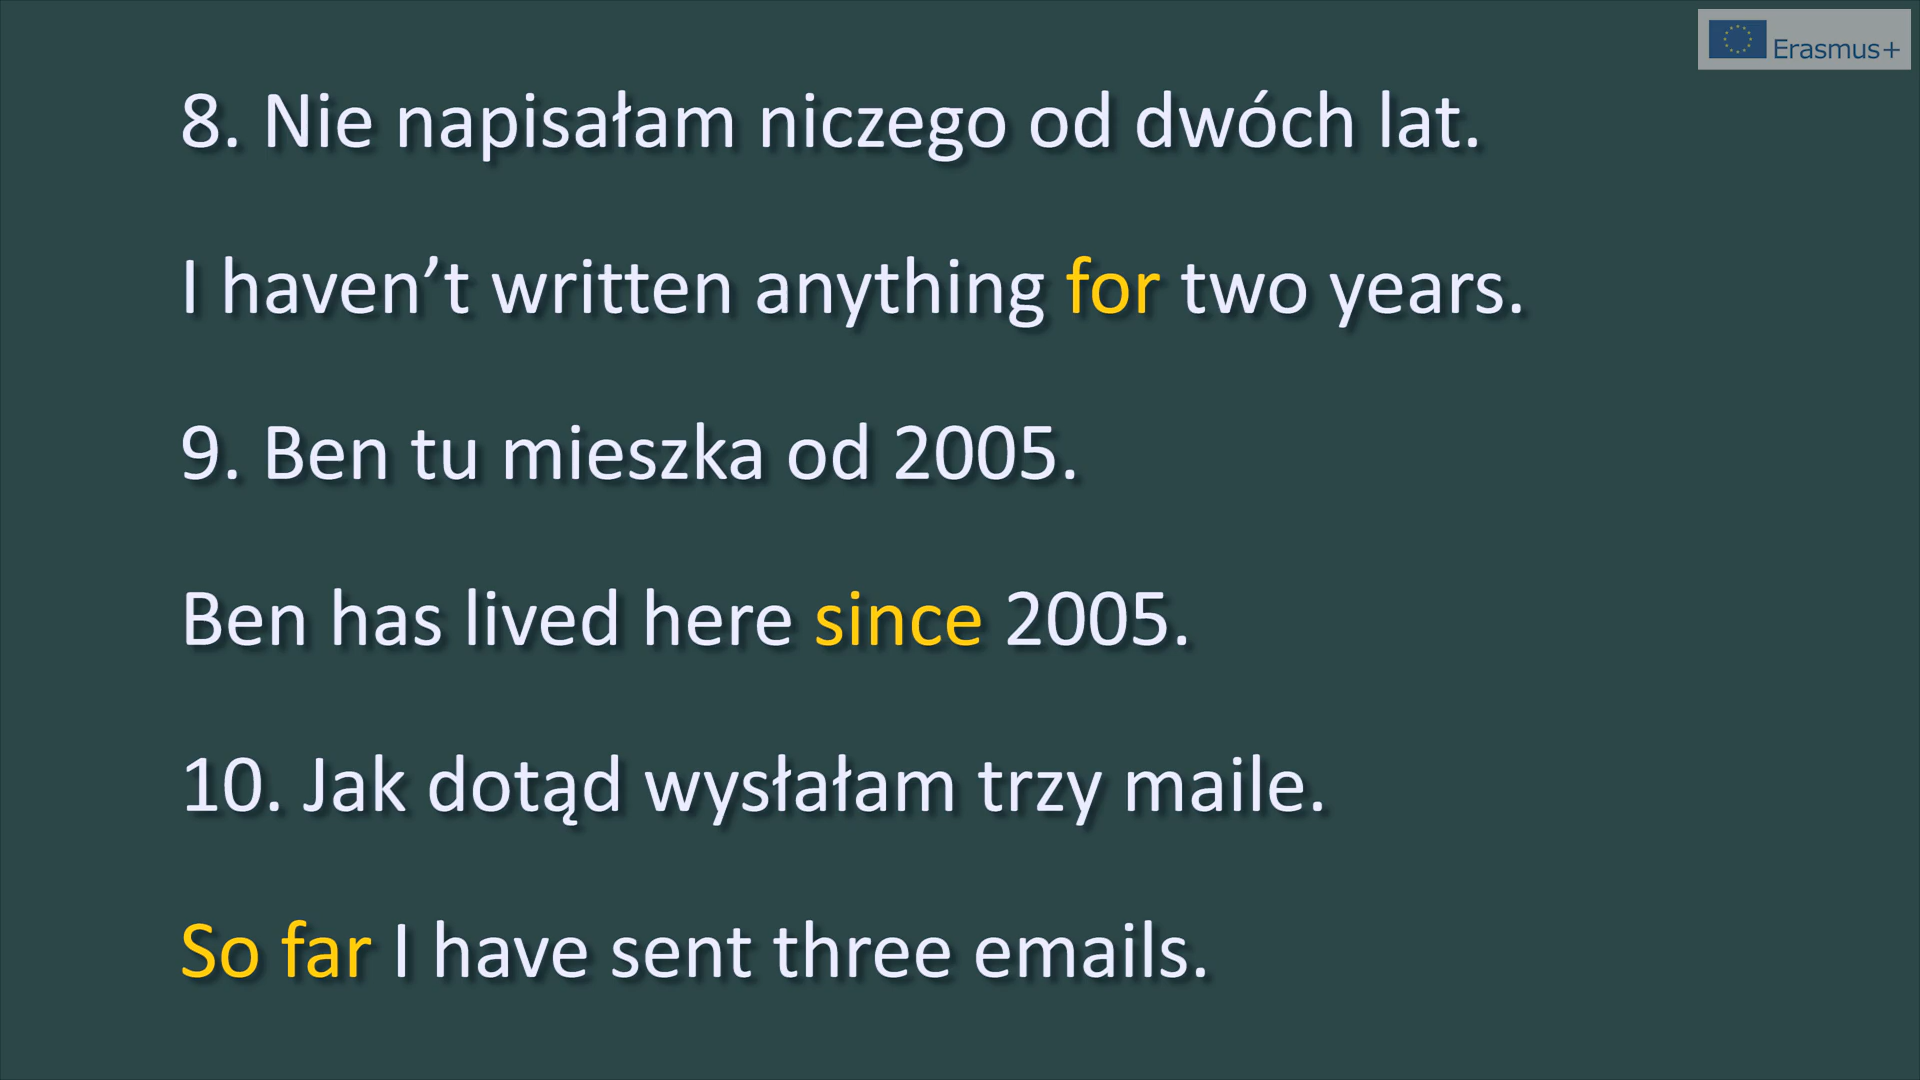 Erasmus+
8. Nie napisałam niczego od dwóch lat.
I haven’t written anything for two years.
9. Ben tu mieszka od 2005.
Ben has lived here since 2005.
10. Jak dotąd wysłałam trzy maile.
So far I have sent three emails.